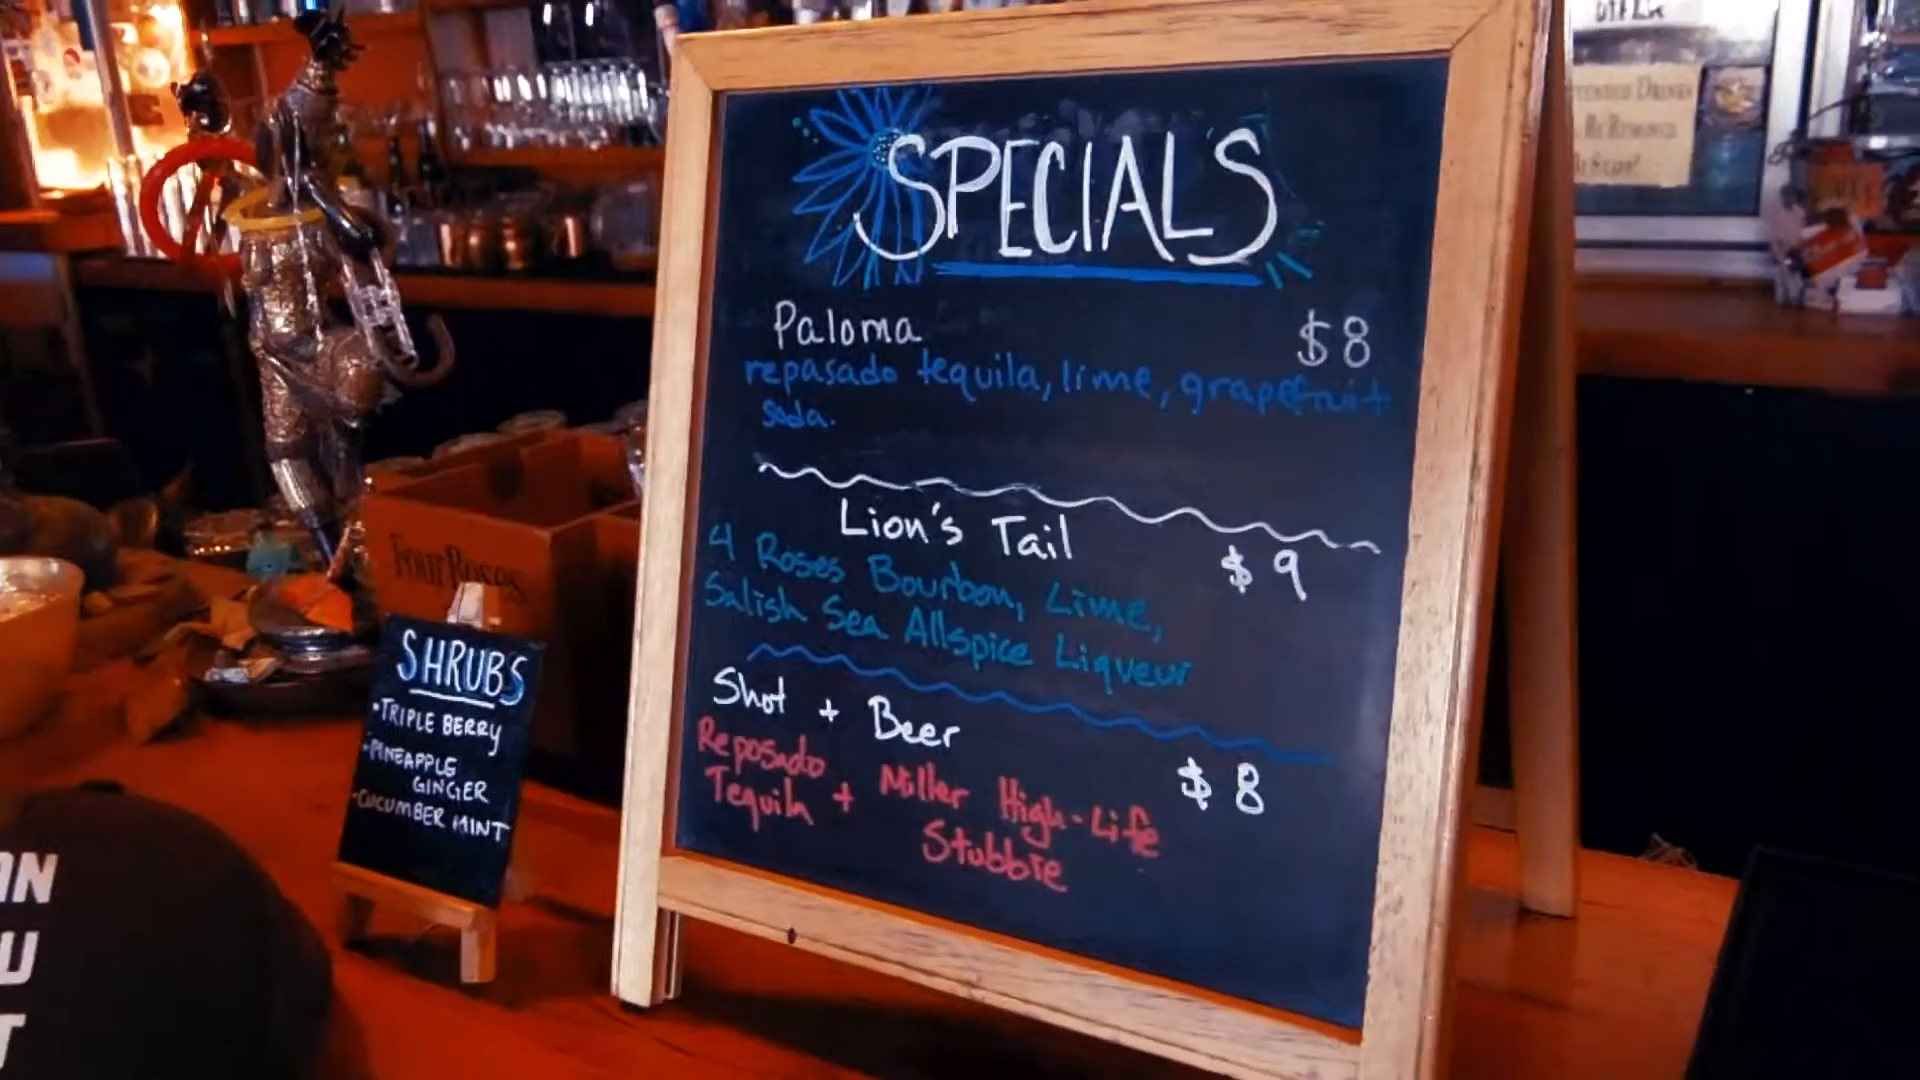 SPECIALS
Paloma $8
repasado tequila, lime, grapefruit
soda.
Lion's Tail $9
4 Roses Bourbon, Lime,
Salish Sea Allspice Liqueur
Shot + Beer $8
Reposado
Tequila + Miller High-Life
Stubbie
Four Roses
SHRUBS
•TRIPLE BERRY
-PINEAPPLE
GINGER
-CUCUMBER MINT
AN
U
T